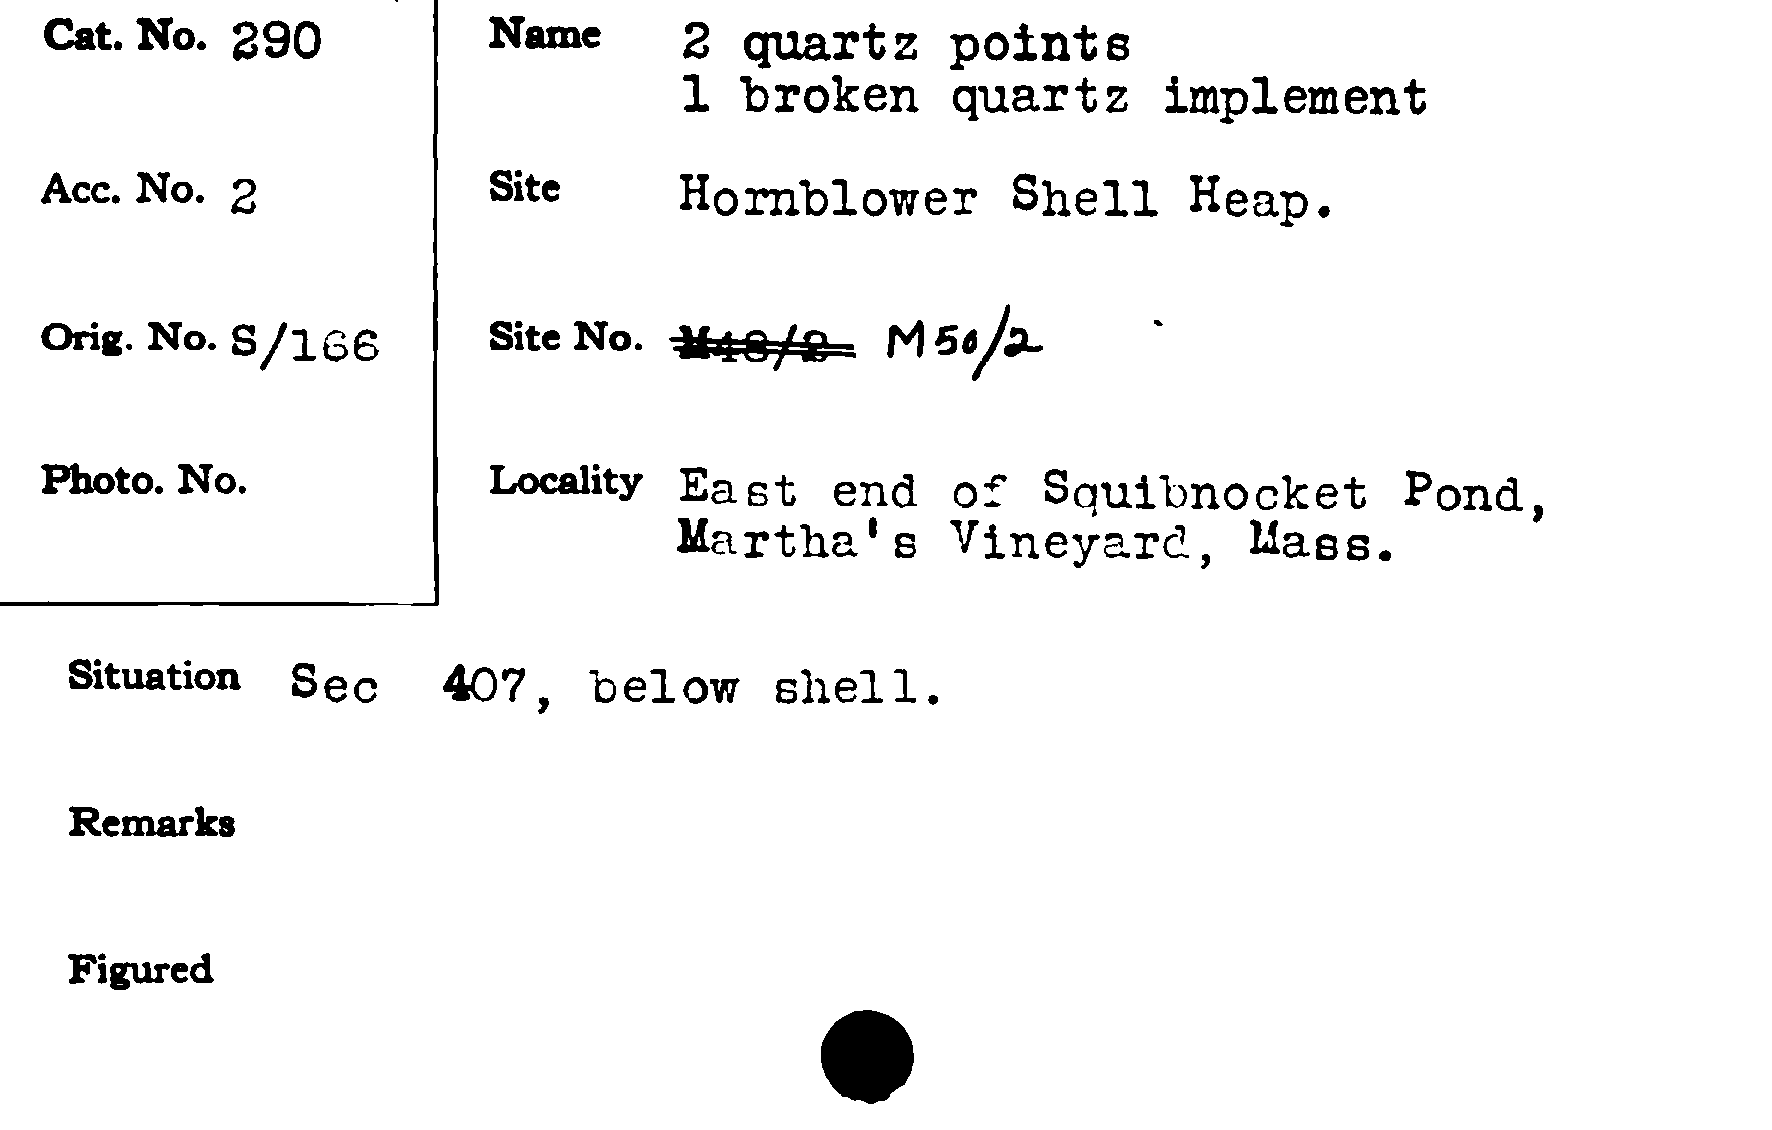 Cat. No. 290
Name 2 quartz points
1 broken quartz implement
Acc. No. 2
Site Hornblower Shell Heap.
Orig. No. S/166
Site No. M48/2 M50/2
Photo. No.
Locality East end of Squibnocket Pond,
Martha's Vineyard, Mass.
Situation Sec 407, below shell.
Remarks
Figured